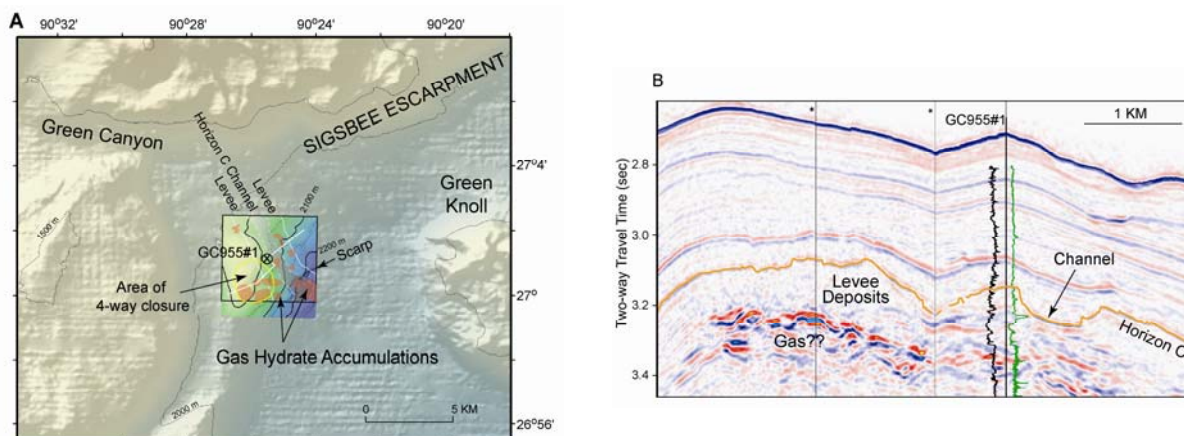 A
90°32' 90°28' 90°24' 90°20'
Green Canyon
SIGSBEE ESCARPMENT
Horizon C Channel
Levee
Levee
2100 m
27°4'
Green
Knoll
1500 m
GC955#1
2200 m
Scarp
Area of
4-way closure
27°
Gas Hydrate Accumulations
2000 m
0 5 KM
26°56'
B
* *
GC955#1
1 KM
Two-way Travel Time (sec)
2.8
3.0
3.2
3.4
Channel
Levee
Deposits
Gas??
Horizon C